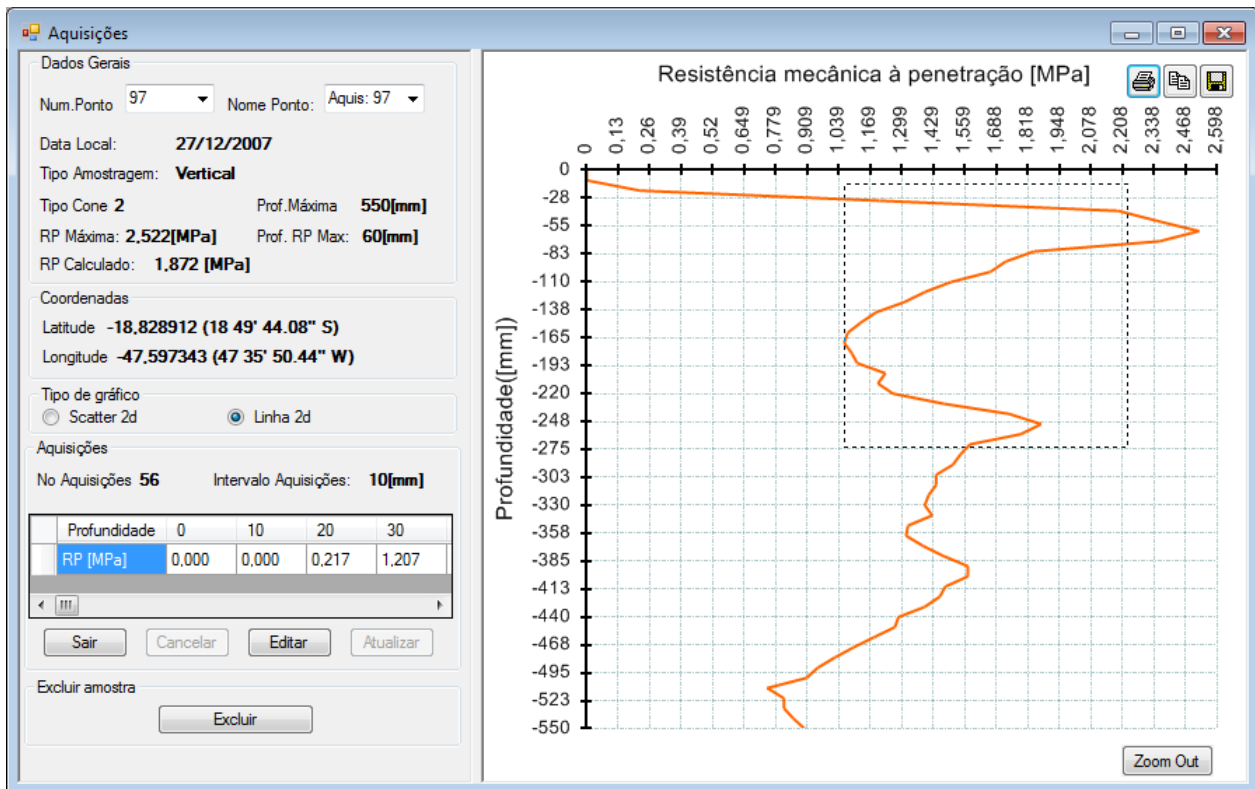 Aquisições
Dados Gerais
Num.Ponto 97 Nome Ponto: Aquis: 97
Data Local: 27/12/2007
Tipo Amostragem: Vertical
Tipo Cone 2 Prof.Máxima 550[mm]
RP Máxima: 2,522[MPa] Prof. RP Max: 60[mm]
RP Calculado: 1,872 [MPa]
Coordenadas
Latitude -18,828912 (18 49' 44.08" S)
Longitude -47,597343 (47 35' 50.44" W)
Tipo de gráfico
Scatter 2d Linha 2d
Aquisições
No Aquisições 56 Intervalo Aquisições: 10[mm]
Profundidade 0 10 20 30
RP [MPa] 0,000 0,000 0,217 1,207
Sair Cancelar Editar Atualizar
Excluir amostra
Excluir
Resistência mecânica à penetração [MPa]
0 0,13 0,26 0,39 0,52 0,649 0,779 0,909 1,039 1,169 1,299 1,429 1,559 1,688 1,818 1,948 2,078 2,208 2,338 2,468 2,598
Profundidade([mm])
0
-28
-55
-83
-110
-138
-165
-193
-220
-248
-275
-303
-330
-358
-385
-413
-440
-468
-495
-523
-550
Zoom Out